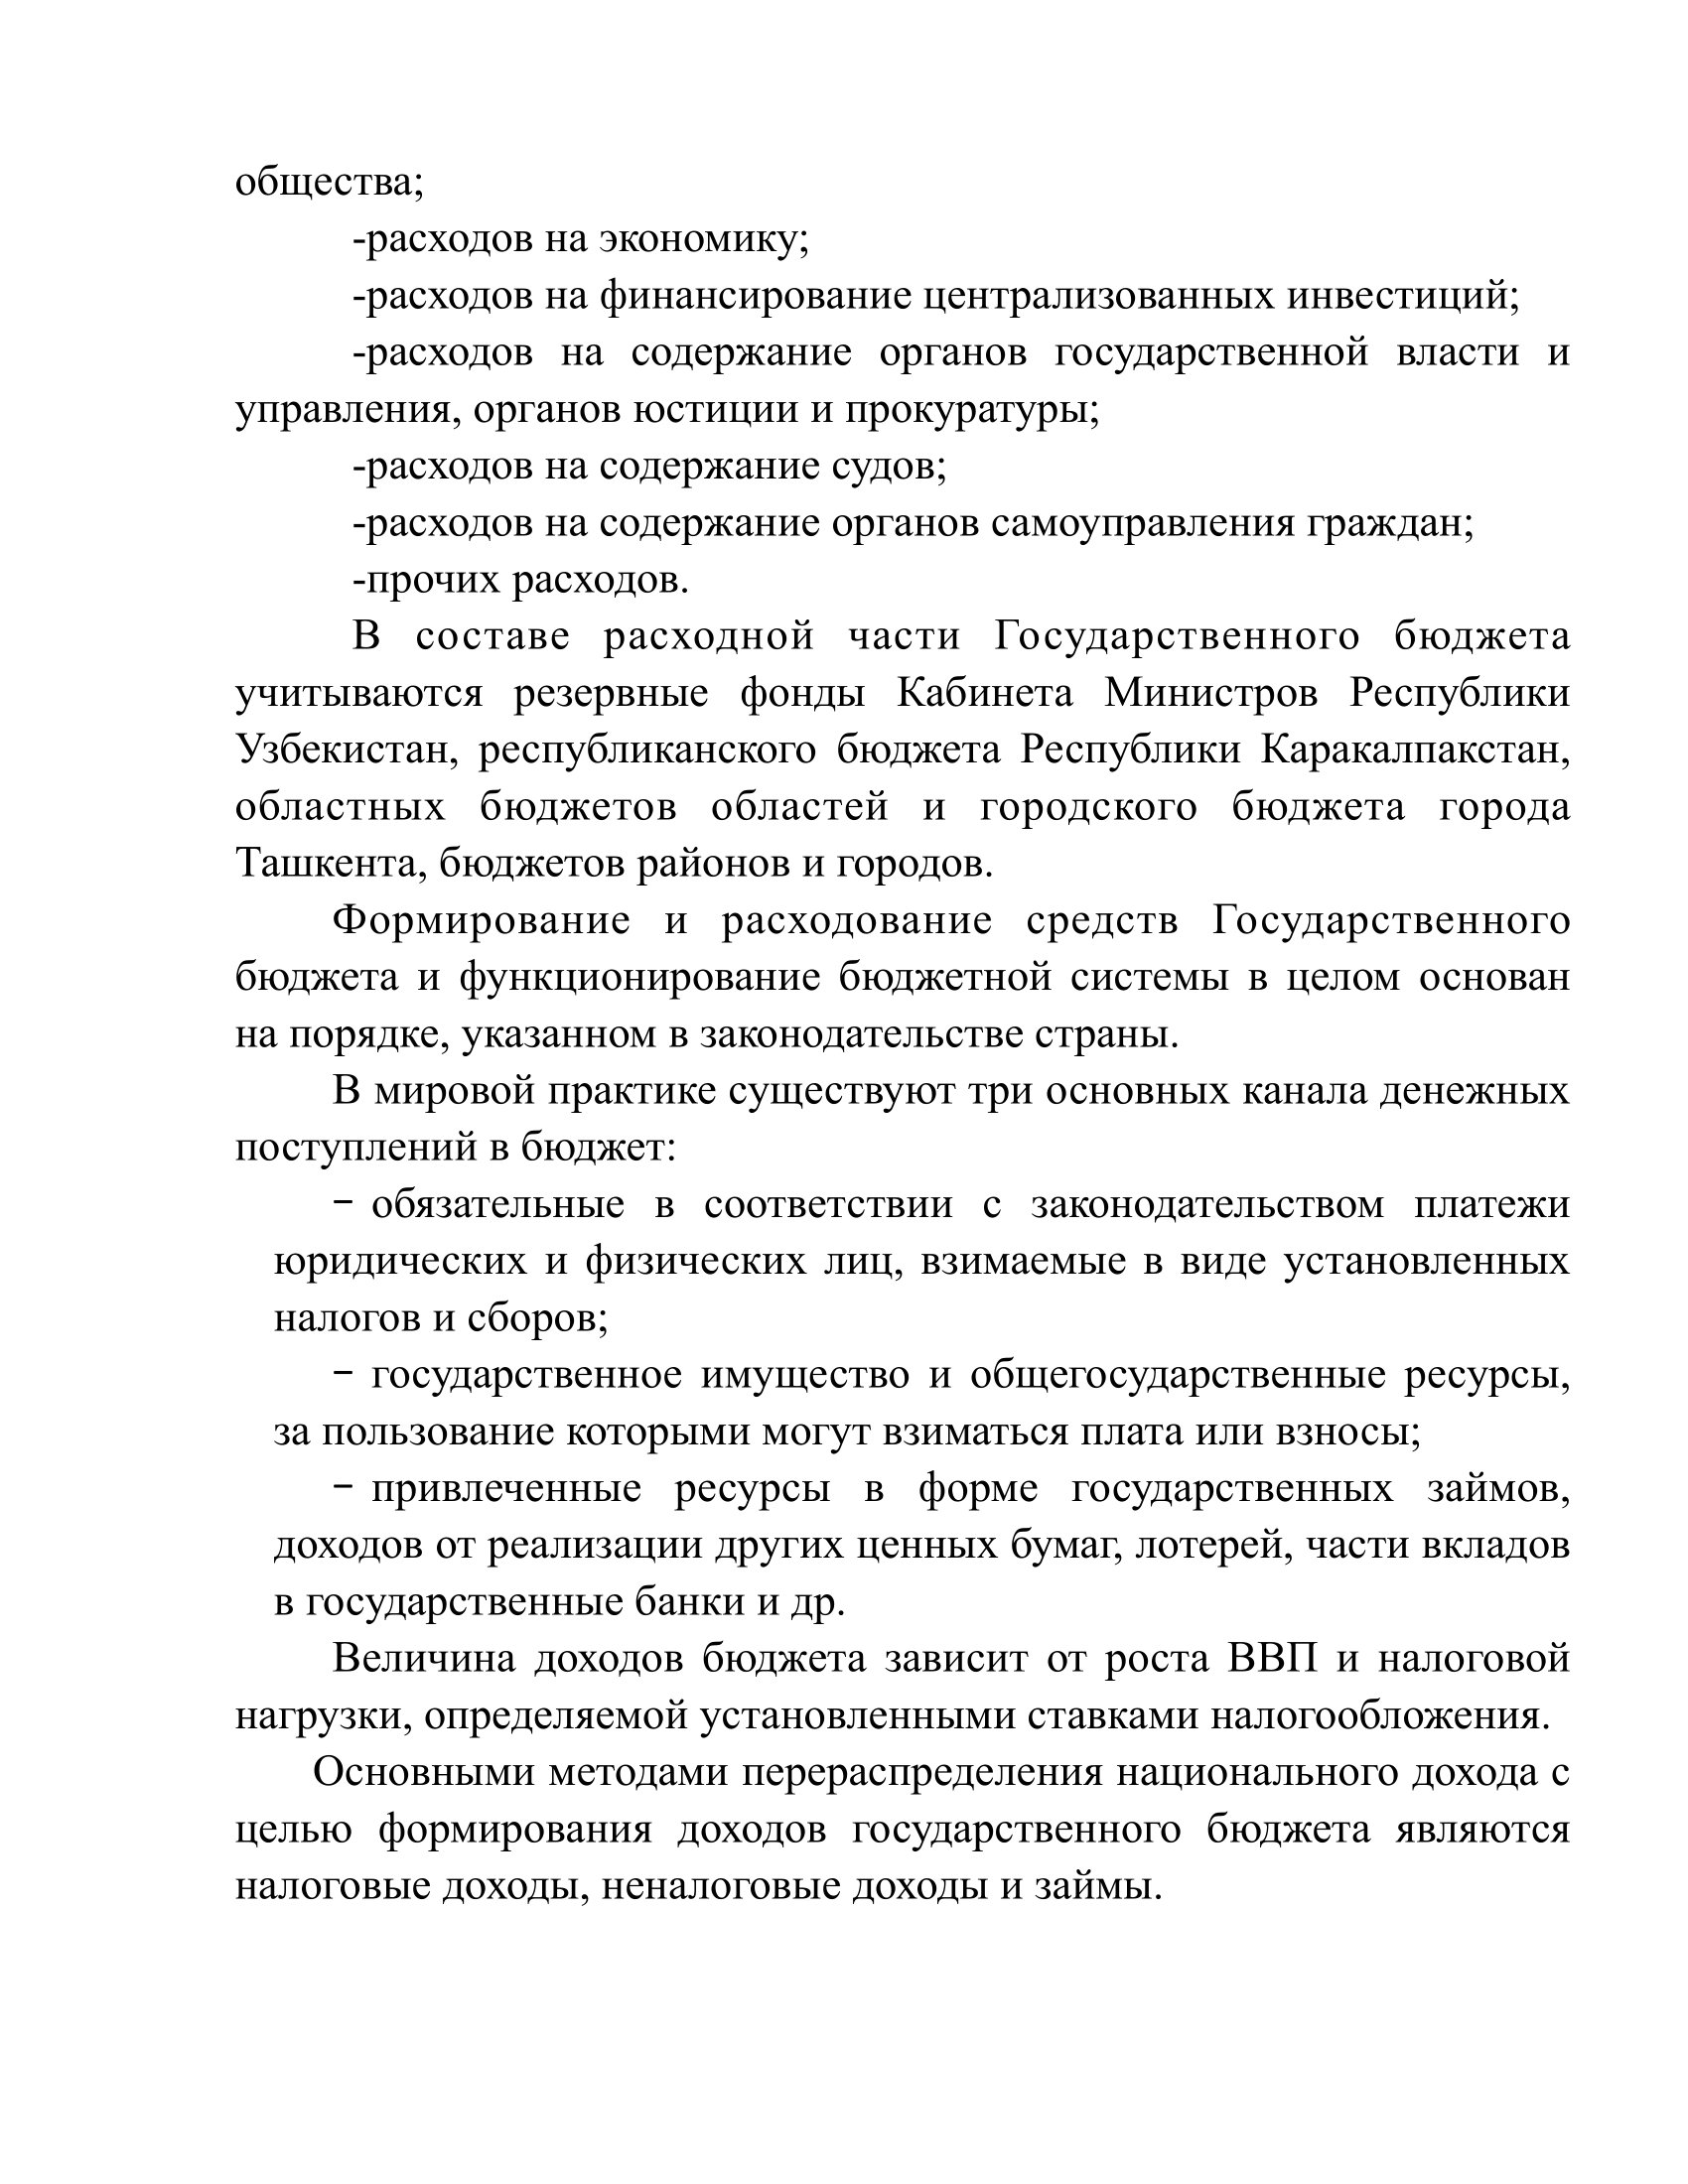 общества;
-расходов на экономику;
-расходов на финансирование централизованных инвестиций;
-расходов на содержание органов государственной власти и
управления, органов юстиции и прокуратуры;
-расходов на содержание судов;
-расходов на содержание органов самоуправления граждан;
-прочих расходов.
В составе расходной части Государственного бюджета
учитываются резервные фонды Кабинета Министров Республики
Узбекистан, республиканского бюджета Республики Каракалпакстан,
областных бюджетов областей и городского бюджета города
Ташкента, бюджетов районов и городов.
Формирование и расходование средств Государственного
бюджета и функционирование бюджетной системы в целом основан
на порядке, указанном в законодательстве страны.
В мировой практике существуют три основных канала денежных
поступлений в бюджет:
− обязательные в соответствии с законодательством платежи
юридических и физических лиц, взимаемые в виде установленных
налогов и сборов;
− государственное имущество и общегосударственные ресурсы,
за пользование которыми могут взиматься плата или взносы;
− привлеченные ресурсы в форме государственных займов,
доходов от реализации других ценных бумаг, лотерей, части вкладов
в государственные банки и др.
Величина доходов бюджета зависит от роста ВВП и налоговой
нагрузки, определяемой установленными ставками налогообложения.
Основными методами перераспределения национального дохода с
целью формирования доходов государственного бюджета являются
налоговые доходы, неналоговые доходы и займы.